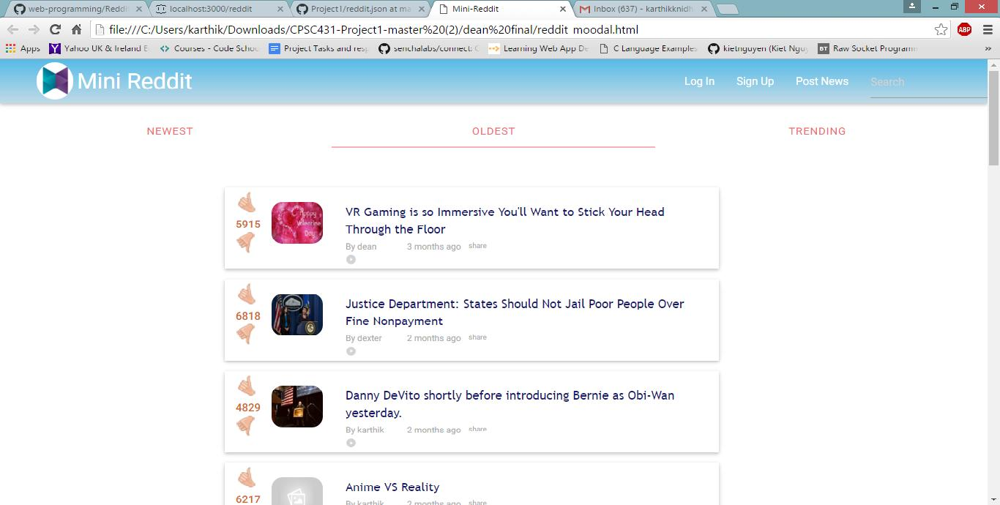 web-programming/Reddit
localhost:3000/reddit
Project1/reddit.json at ma
Mini-Reddit
Inbox (637) - karthikknidh
file:///C:/Users/karthik/Downloads/CPSC431-Project1-master%20(2)/dean%20final/reddit_moodal.html
ABP
Apps
Yahoo UK & Ireland
Courses - Code Schoo
Project Tasks and resp
senchalabs/connect:
Learning Web App De
C Language Examples
kietnguyen (Kiet Nguy
BT
Raw Socket Programm
»
Mini Reddit
Log In
Sign Up
Post News
Search
NEWEST
OLDEST
TRENDING
5915
Happy
Valentine
Day
VR Gaming is so Immersive You'll Want to Stick Your Head
Through the Floor
By dean 3 months ago share
6818
Justice Department: States Should Not Jail Poor People Over
Fine Nonpayment
By dexter 2 months ago share
4829
Danny DeVito shortly before introducing Bernie as Obi-Wan
yesterday.
By karthik 2 months ago share
6217
Anime VS Reality
By karthik 2 months ago share